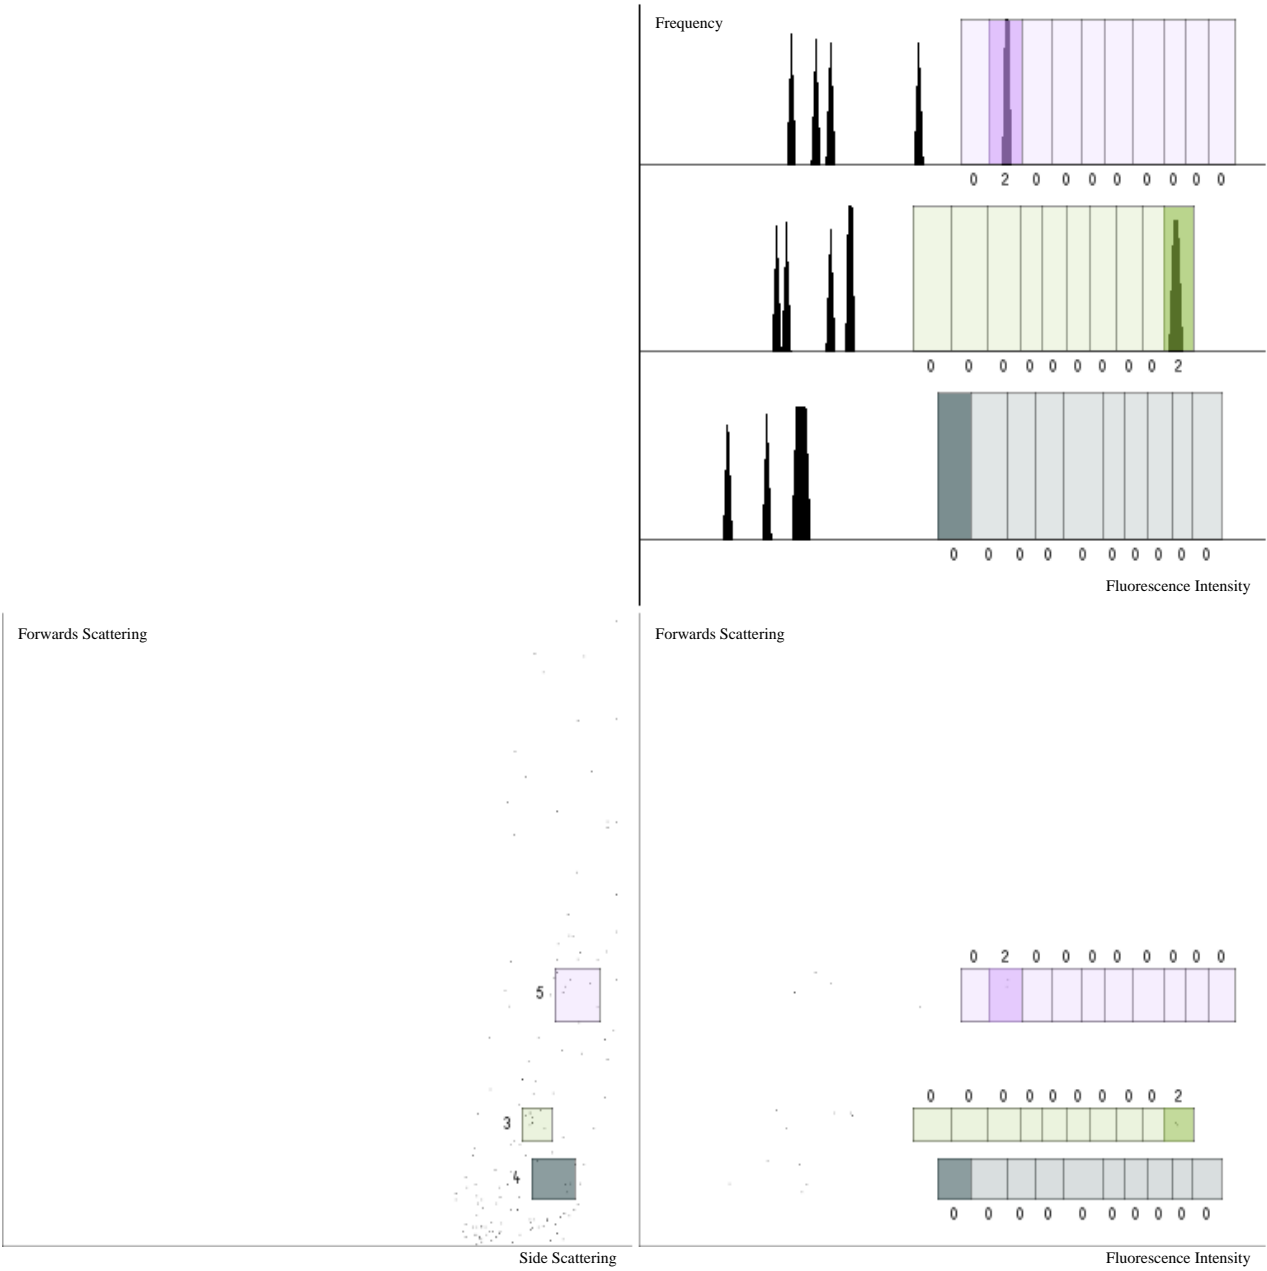 Frequency
0 2 0 0 0 0 0 0 0 0
0 0 0 0 0 0 0 0 0 2
0 0 0 0 0 0 0 0 0 0
Fluorescence Intensity
Forwards Scattering
5
3
4
Side Scattering
Forwards Scattering
0 2 0 0 0 0 0 0 0 0
0 0 0 0 0 0 0 0 0 2
0 0 0 0 0 0 0 0 0 0
Fluorescence Intensity